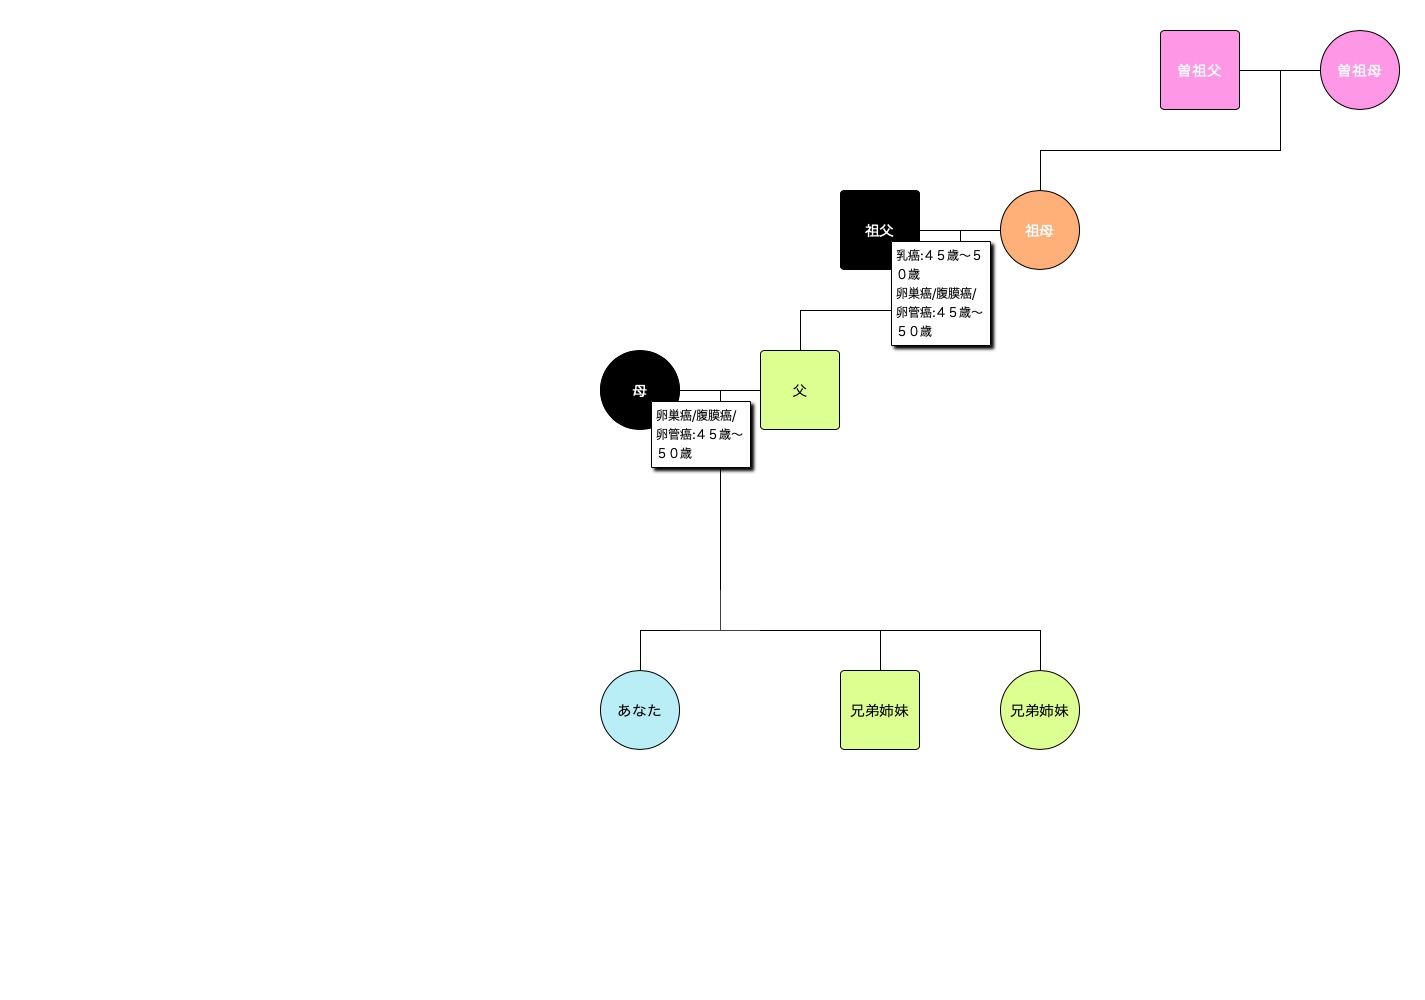 曽祖父
曽祖母
祖父
祖母
乳癌:４５歳〜５
０歳
卵巣癌/腹膜癌/
卵管癌:４５歳〜
５０歳
母
父
卵巣癌/腹膜癌/
卵管癌:４５歳〜
５０歳
あなた
兄弟姉妹
兄弟姉妹